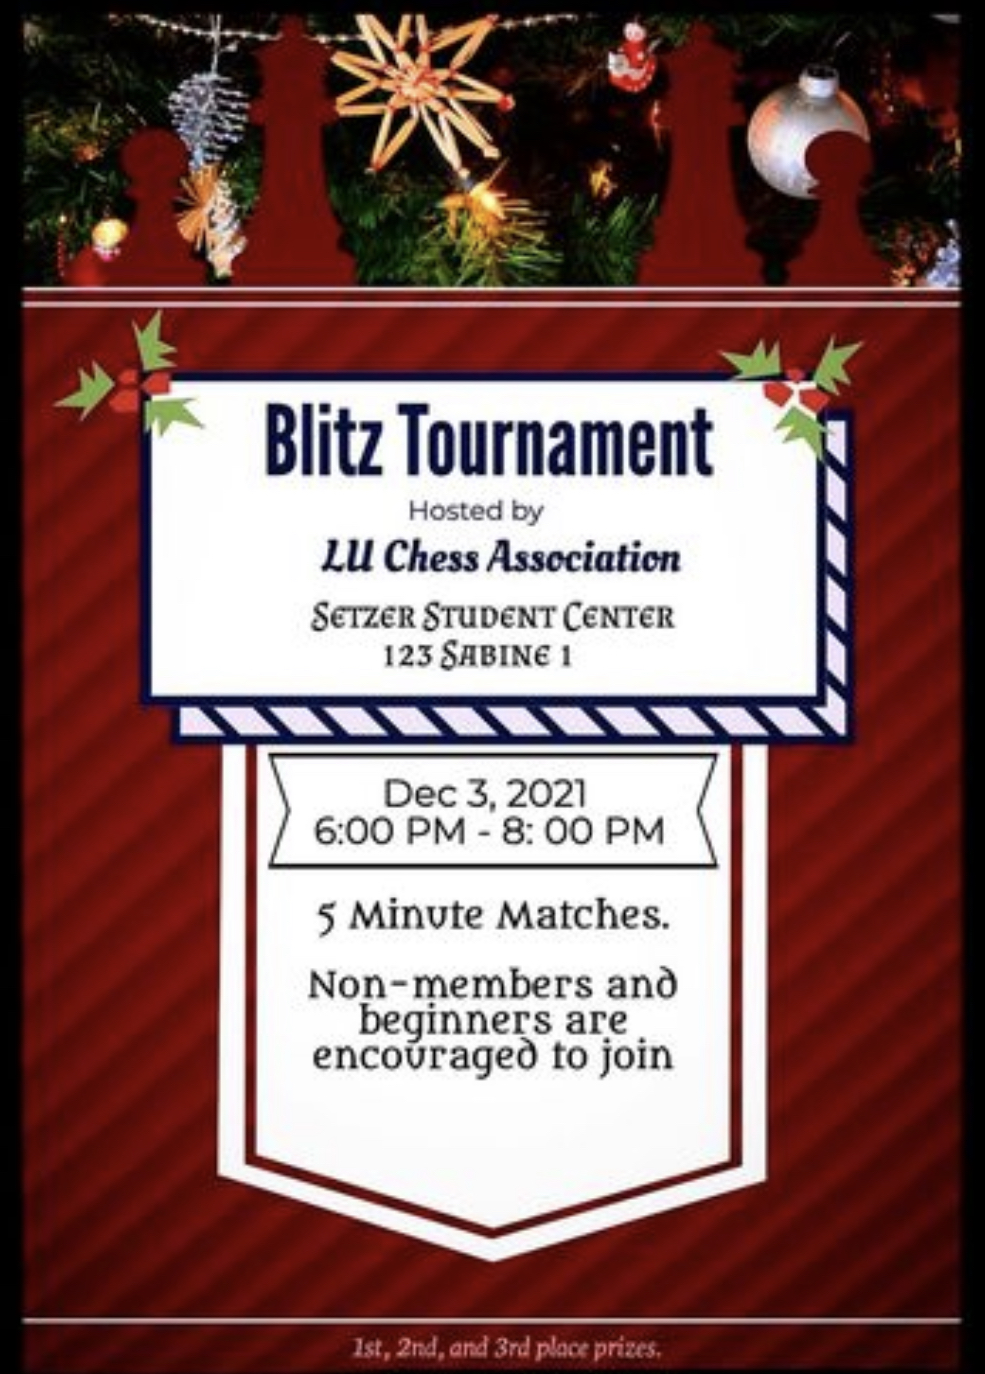 Blitz Tournament
Hosted by
LU Chess Association
Setzer Student Center
123 Sabine 1
Dec 3, 2021
6:00 PM - 8: 00 PM
5 Minute Matches.
Non-members and
beginners are
encouraged to join
1st, 2nd, and 3rd place prizes.